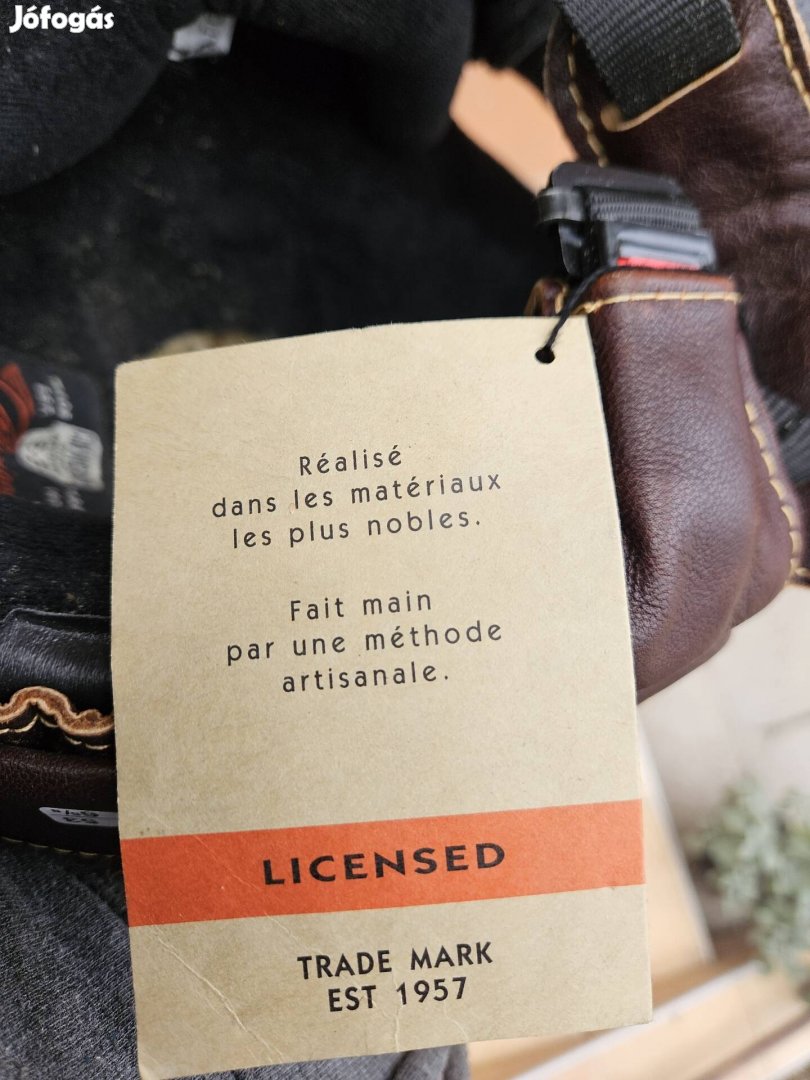 Jófogás
Réalisé
dans les matériaux
les plus nobles.
Fait main
par une méthode
artisanale.
LICENSED
TRADE MARK
EST 1957